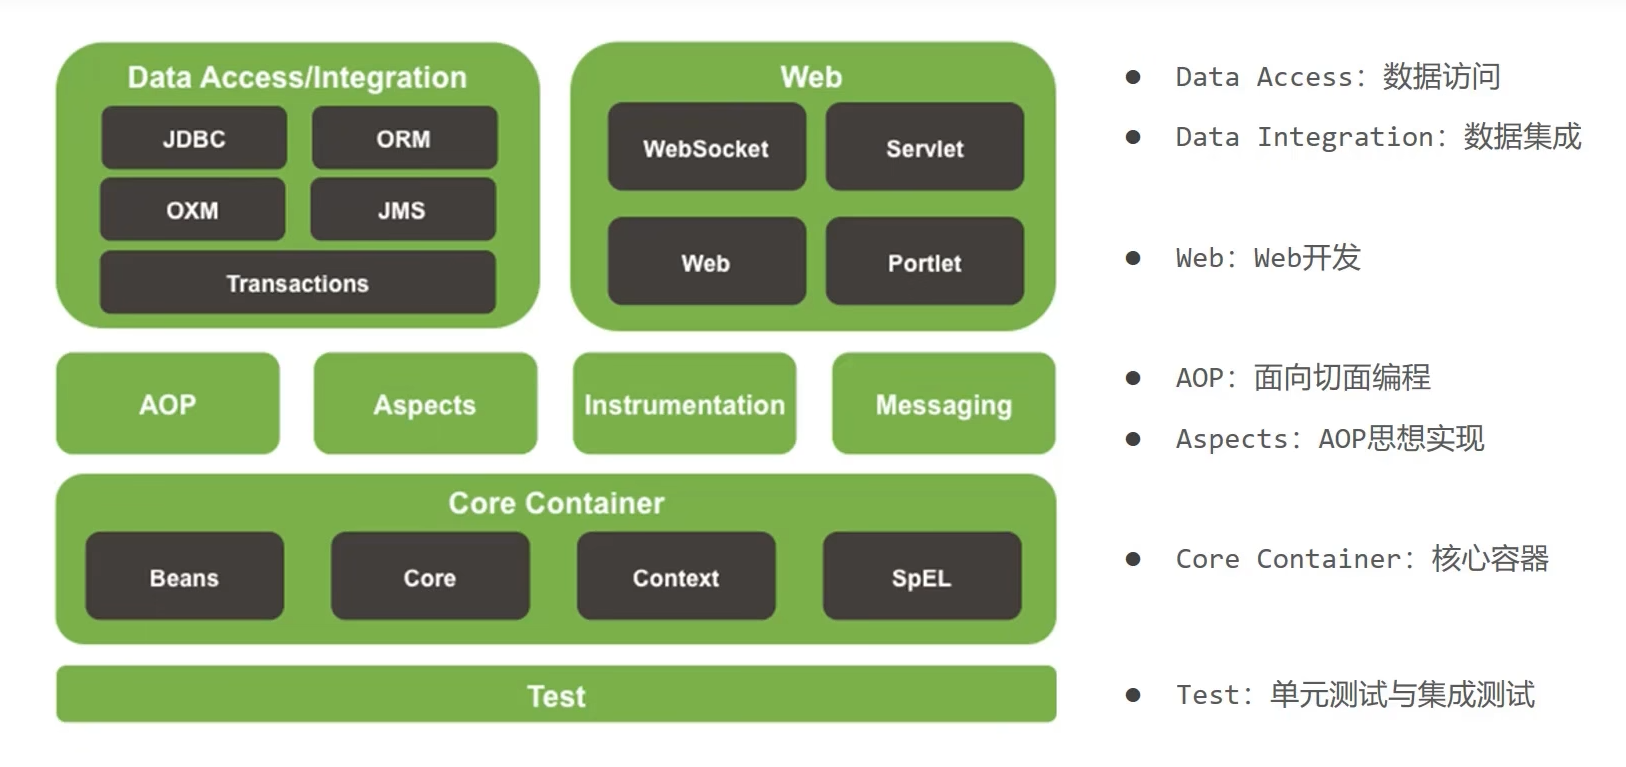 Data Access/Integration
JDBC
ORM
OXM
JMS
Transactions
Web
WebSocket
Servlet
Web
Portlet
AOP
Aspects
Instrumentation
Messaging
Core Container
Beans
Core
Context
SpEL
Test
● Data Access：数据访问
● Data Integration：数据集成
● Web：Web开发
● AOP：面向切面编程
● Aspects：AOP思想实现
● Core Container：核心容器
● Test：单元测试与集成测试